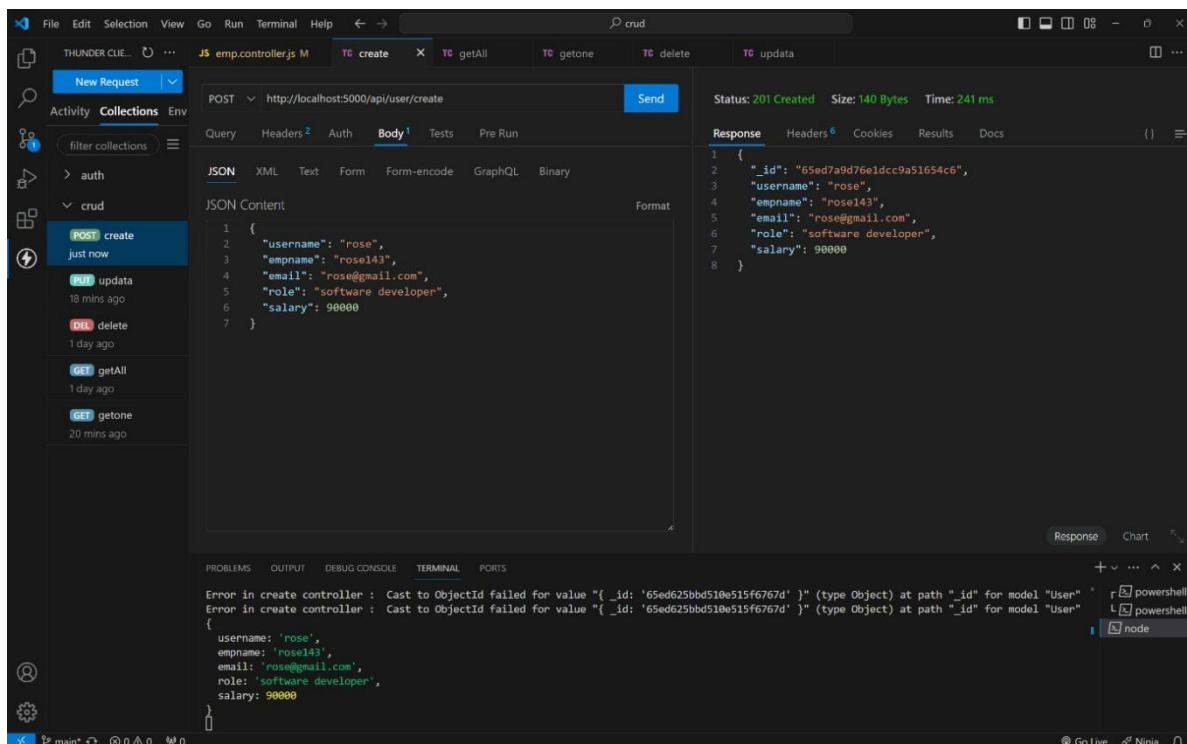 File Edit Selection View Go Run Terminal Help
crud
THUNDER CLIE...
JS emp.controller.js M
TC create
TC getAll
TC getone
TC delete
TC updata
New Request
Activity Collections Env
filter collections
auth
crud
POST create
just now
PUT updata
18 mins ago
DEL delete
1 day ago
GET getAll
1 day ago
GET getone
20 mins ago
POST http://localhost:5000/api/user/create Send
Query Headers 2 Auth Body 1 Tests Pre Run
JSON XML Text Form Form-encode GraphQL Binary
JSON Content Format
1 {
2 "username": "rose",
3 "empname": "rose143",
4 "email": "rose@gmail.com",
5 "role": "software developer",
6 "salary": 90000
7 }
Status: 201 Created Size: 140 Bytes Time: 241 ms
Response Headers 6 Cookies Results Docs {}
1 {
2 "_id": "65ed7a9d76e1dcc9a51654c6",
3 "username": "rose",
4 "empname": "rose143",
5 "email": "rose@gmail.com",
6 "role": "software developer",
7 "salary": 90000
8 }
Response Chart
PROBLEMS OUTPUT DEBUG CONSOLE TERMINAL PORTS
Error in create controller : Cast to ObjectId failed for value "{ _id: '65ed625bbd510e515f6767d' }" (type Object) at path "_id" for model "User"
Error in create controller : Cast to ObjectId failed for value "{ _id: '65ed625bbd510e515f6767d' }" (type Object) at path "_id" for model "User"
{
username: 'rose',
empname: 'rose143',
email: 'rose@gmail.com',
role: 'software developer',
salary: 90000
}
powershell
powershell
node
main* 0 0 0 Go Live Ninja